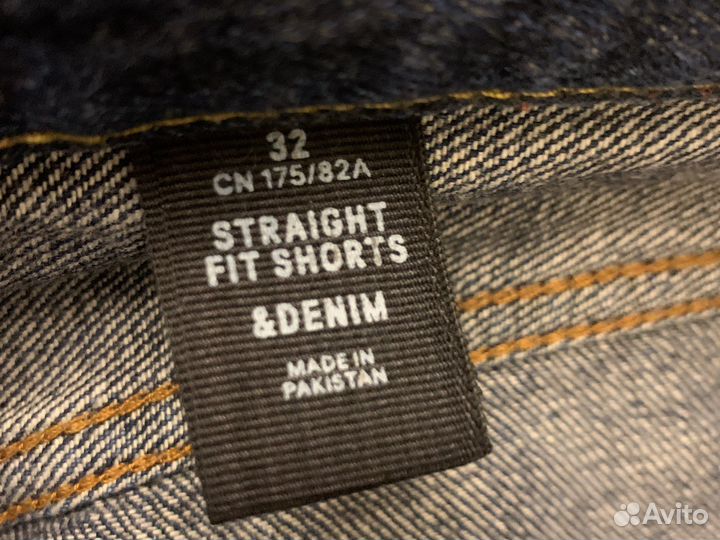 32
CN 175/82A
STRAIGHT
FIT SHORTS
&DENIM
MADE IN
PAKISTAN
Avito